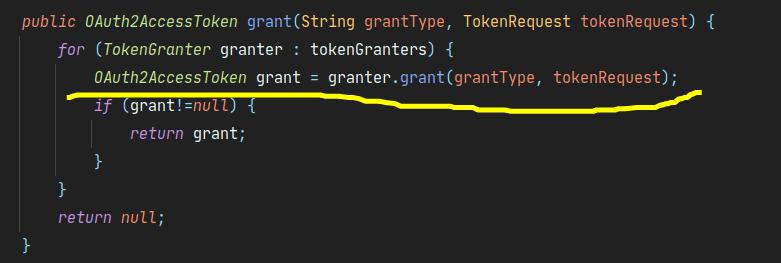 public OAuth2AccessToken grant(String grantType, TokenRequest tokenRequest) {
for (TokenGranter granter : tokenGranters) {
OAuth2AccessToken grant = granter.grant(grantType, tokenRequest);
if (grant!=null) {
return grant;
}
}
return null;
}